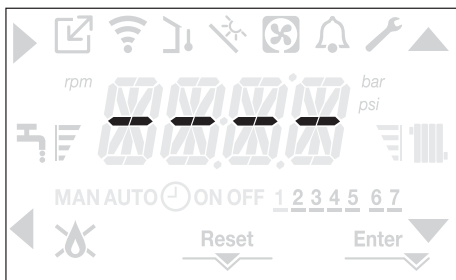 rpm
bar
psi
- - - -
MAN AUTO ON OFF 1 2 3 4 5 6 7
Reset
Enter